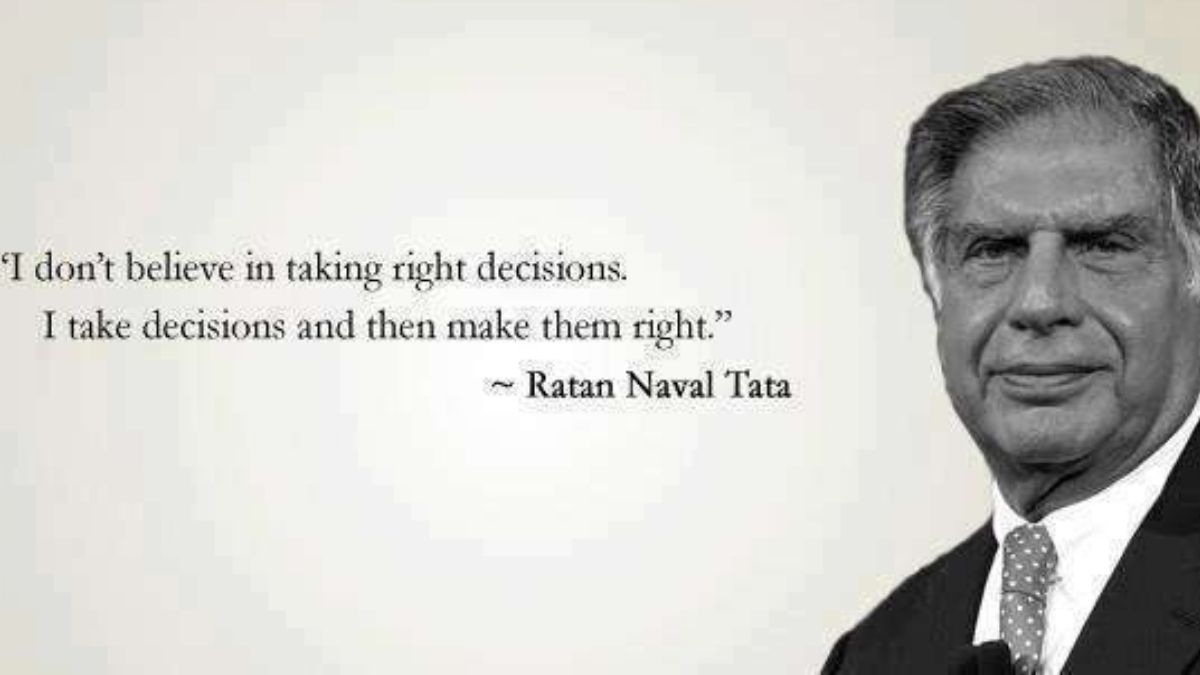 “I don’t believe in taking right decisions.
I take decisions and then make them right.”
~ Ratan Naval Tata